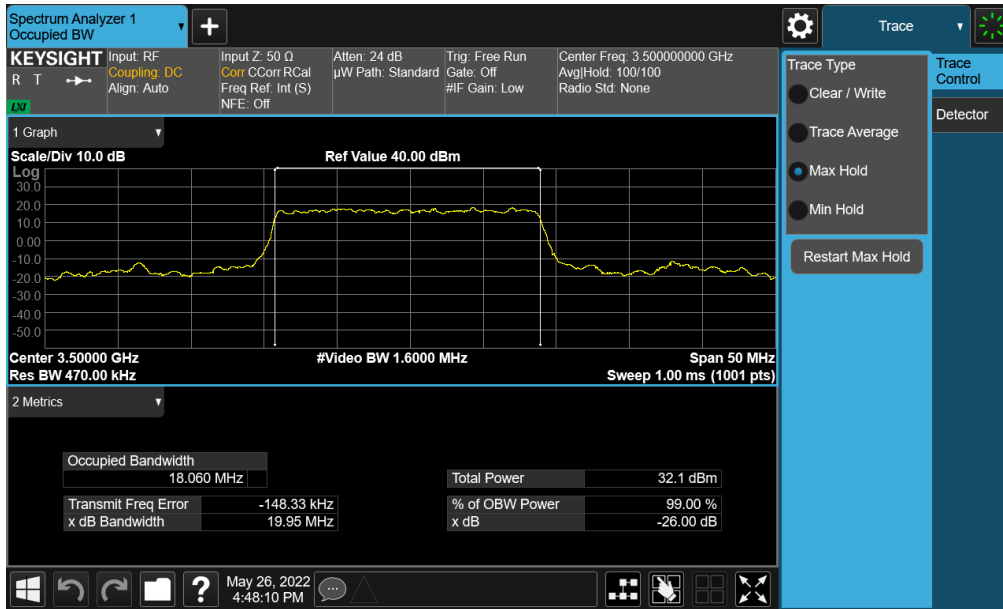 Spectrum Analyzer 1
Occupied BW
+
Trace
KEYSIGHT
R T
LXI
Input: RF
Coupling: DC
Align: Auto
Input Z: 50 Ω
Corr CCorr RCal
Freq Ref: Int (S)
NFE: Off
Atten: 24 dB
µW Path: Standard
Trig: Free Run
Gate: Off
#IF Gain: Low
Center Freq: 3.500000000 GHz
Avg|Hold: 100/100
Radio Std: None
Trace Type
Clear / Write
Trace Average
Max Hold
Min Hold
Restart Max Hold
Trace
Control
Detector
1 Graph
Scale/Div 10.0 dB
Ref Value 40.00 dBm
Log
30.0
20.0
10.0
0.00
-10.0
-20.0
-30.0
-40.0
-50.0
Center 3.50000 GHz
#Video BW 1.6000 MHz
Span 50 MHz
Res BW 470.00 kHz
Sweep 1.00 ms (1001 pts)
2 Metrics
Occupied Bandwidth
18.060 MHz
Total Power 32.1 dBm
Transmit Freq Error -148.33 kHz
% of OBW Power 99.00 %
x dB Bandwidth 19.95 MHz
x dB -26.00 dB
?
May 26, 2022
4:48:10 PM